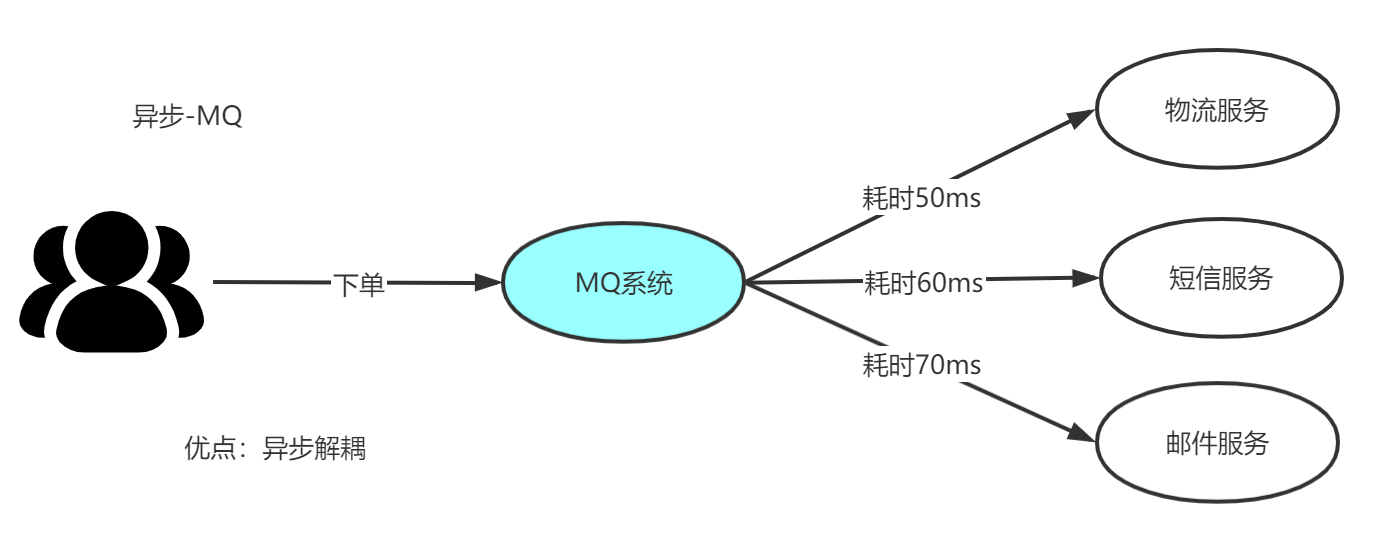 异步-MQ
下单
MQ系统
耗时50ms
耗时60ms
耗时70ms
物流服务
短信服务
邮件服务
优点：异步解耦